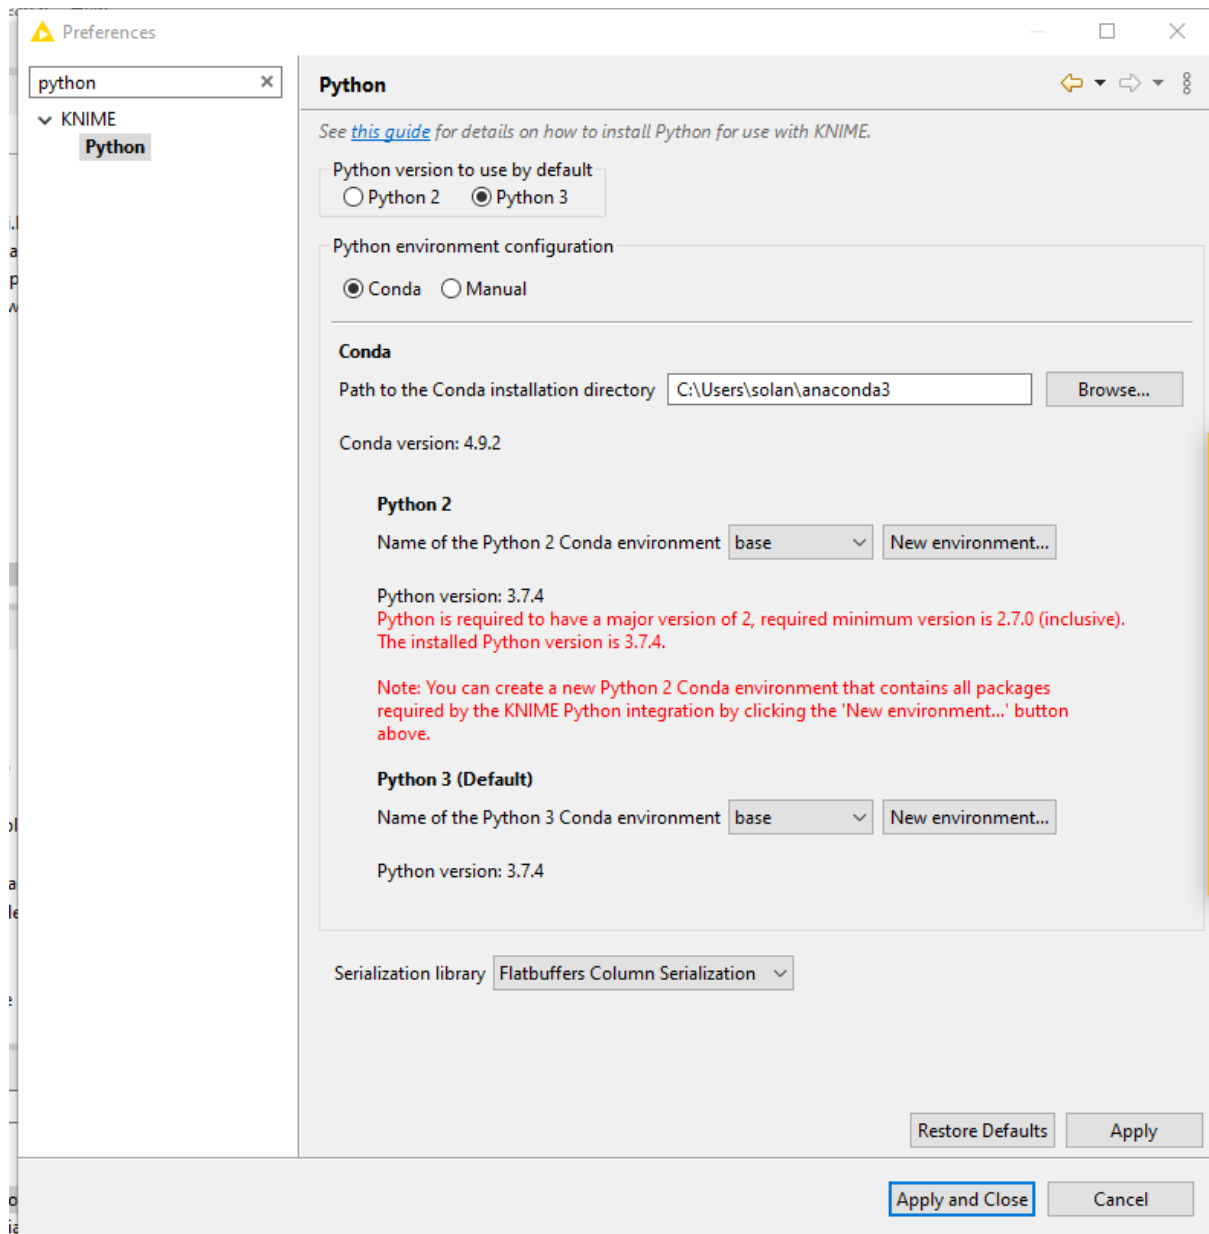 Preferences
python
KNIME
Python
Python
See this guide for details on how to install Python for use with KNIME.
Python version to use by default
Python 2 Python 3
Python environment configuration
Conda Manual
Conda
Path to the Conda installation directory C:\Users\solan\anaconda3 Browse...
Conda version: 4.9.2
Python 2
Name of the Python 2 Conda environment base New environment...
Python version: 3.7.4
Python is required to have a major version of 2, required minimum version is 2.7.0 (inclusive).
The installed Python version is 3.7.4.
Note: You can create a new Python 2 Conda environment that contains all packages
required by the KNIME Python integration by clicking the 'New environment...' button
above.
Python 3 (Default)
Name of the Python 3 Conda environment base New environment...
Python version: 3.7.4
Serialization library Flatbuffers Column Serialization
Restore Defaults Apply
Apply and Close Cancel